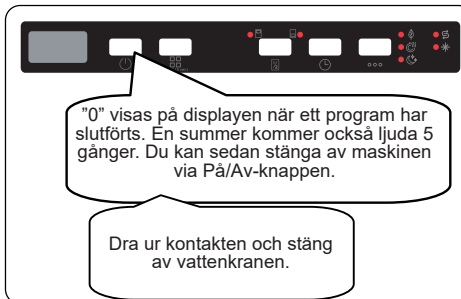 "0" visas på displayen när ett program har
slutförts. En summer kommer också ljuda 5
gånger. Du kan sedan stänga av maskinen
via På/Av-knappen.
Dra ur kontakten och stäng
av vattenkranen.